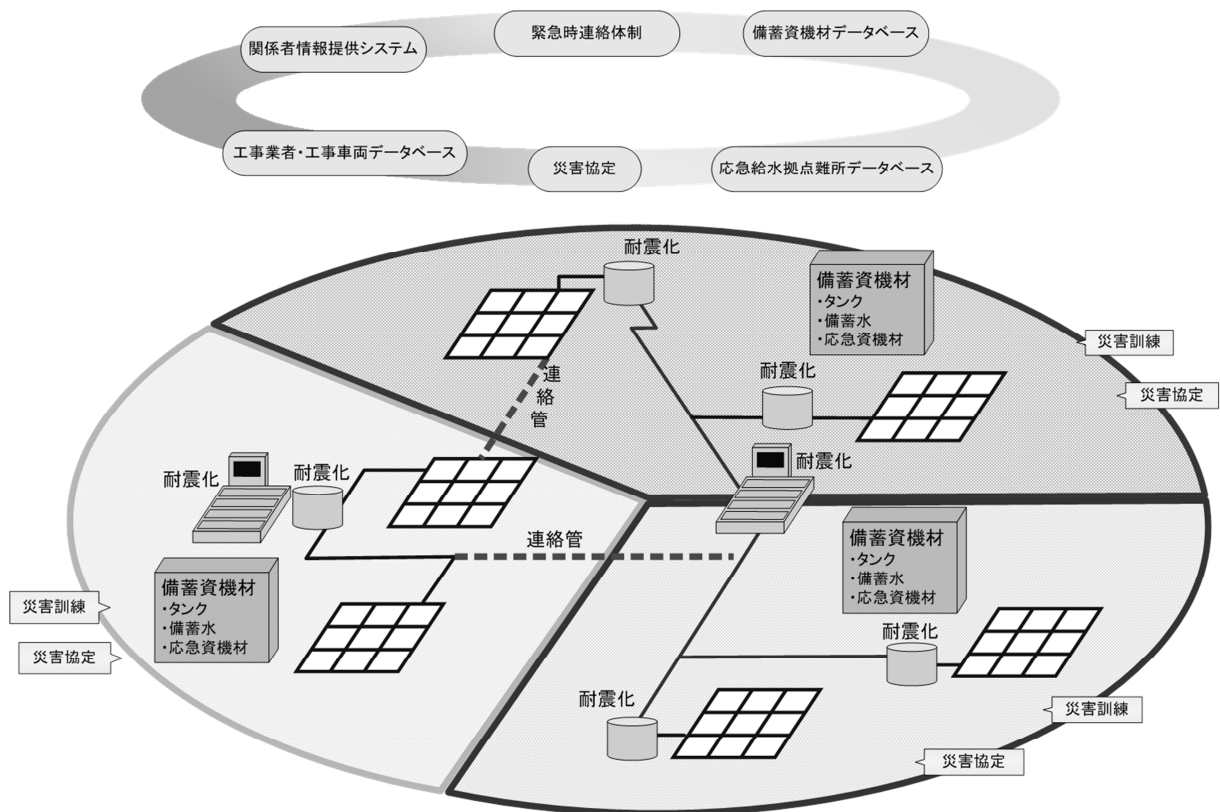 緊急時連絡体制
備蓄資機材データベース
関係者情報提供システム
工事業者・工事車両データベース
災害協定
応急給水拠点難所データベース
耐震化
備蓄資機材
・タンク
・備蓄水
・応急資機材
災害訓練
災害協定
耐震化
連
絡
管
耐震化
耐震化
耐震化
連絡管
備蓄資機材
・タンク
・備蓄水
・応急資機材
備蓄資機材
・タンク
・備蓄水
・応急資機材
災害訓練
災害協定
耐震化
耐震化
災害訓練
災害協定